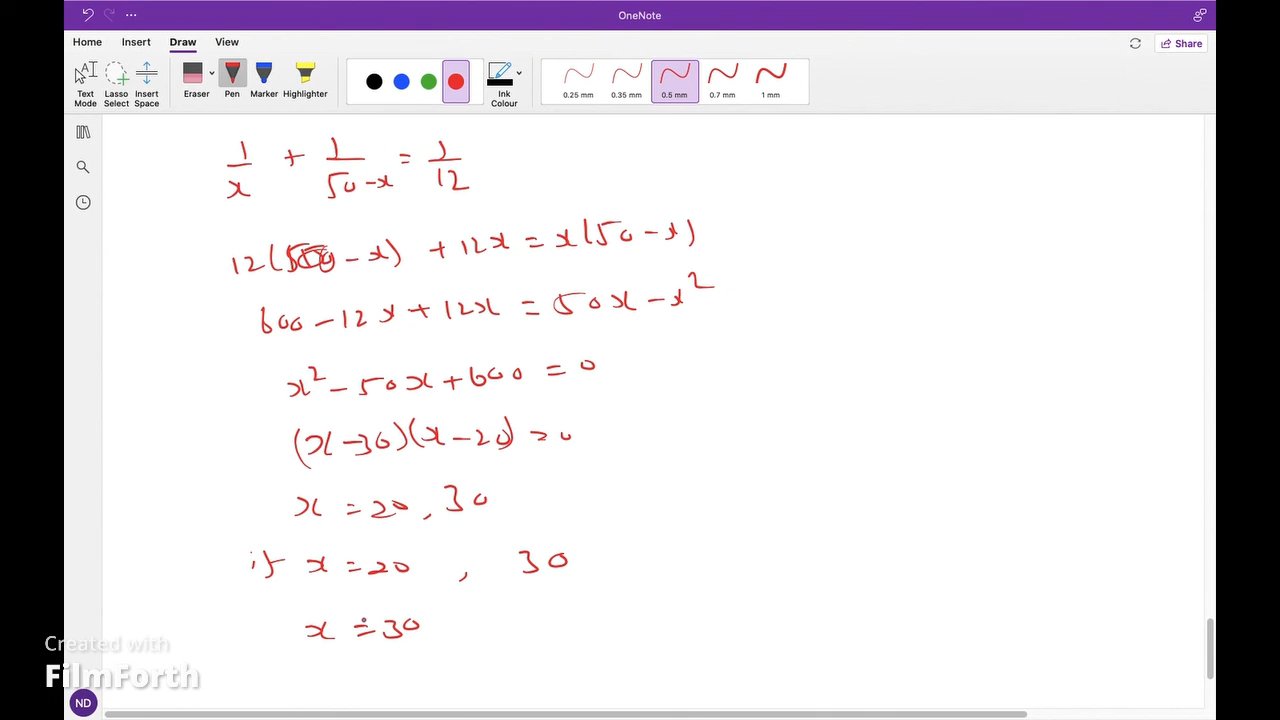 OneNote
Home Insert Draw View Share
Text Mode Lasso Select Insert Space Eraser Pen Marker Highlighter Ink Colour 0.25 mm 0.35 mm 0.5 mm 0.7 mm 1 mm
1/x + 1/(50-x) = 1/12
12(50-x) + 12x = x(50-x)
600 - 12x + 12x = 50x - x²
x² - 50x + 600 = 0
(x-30)(x-20) = 0
x = 20, 30
if x = 20 , 30
x = 30
Created with
FilmForth
ND